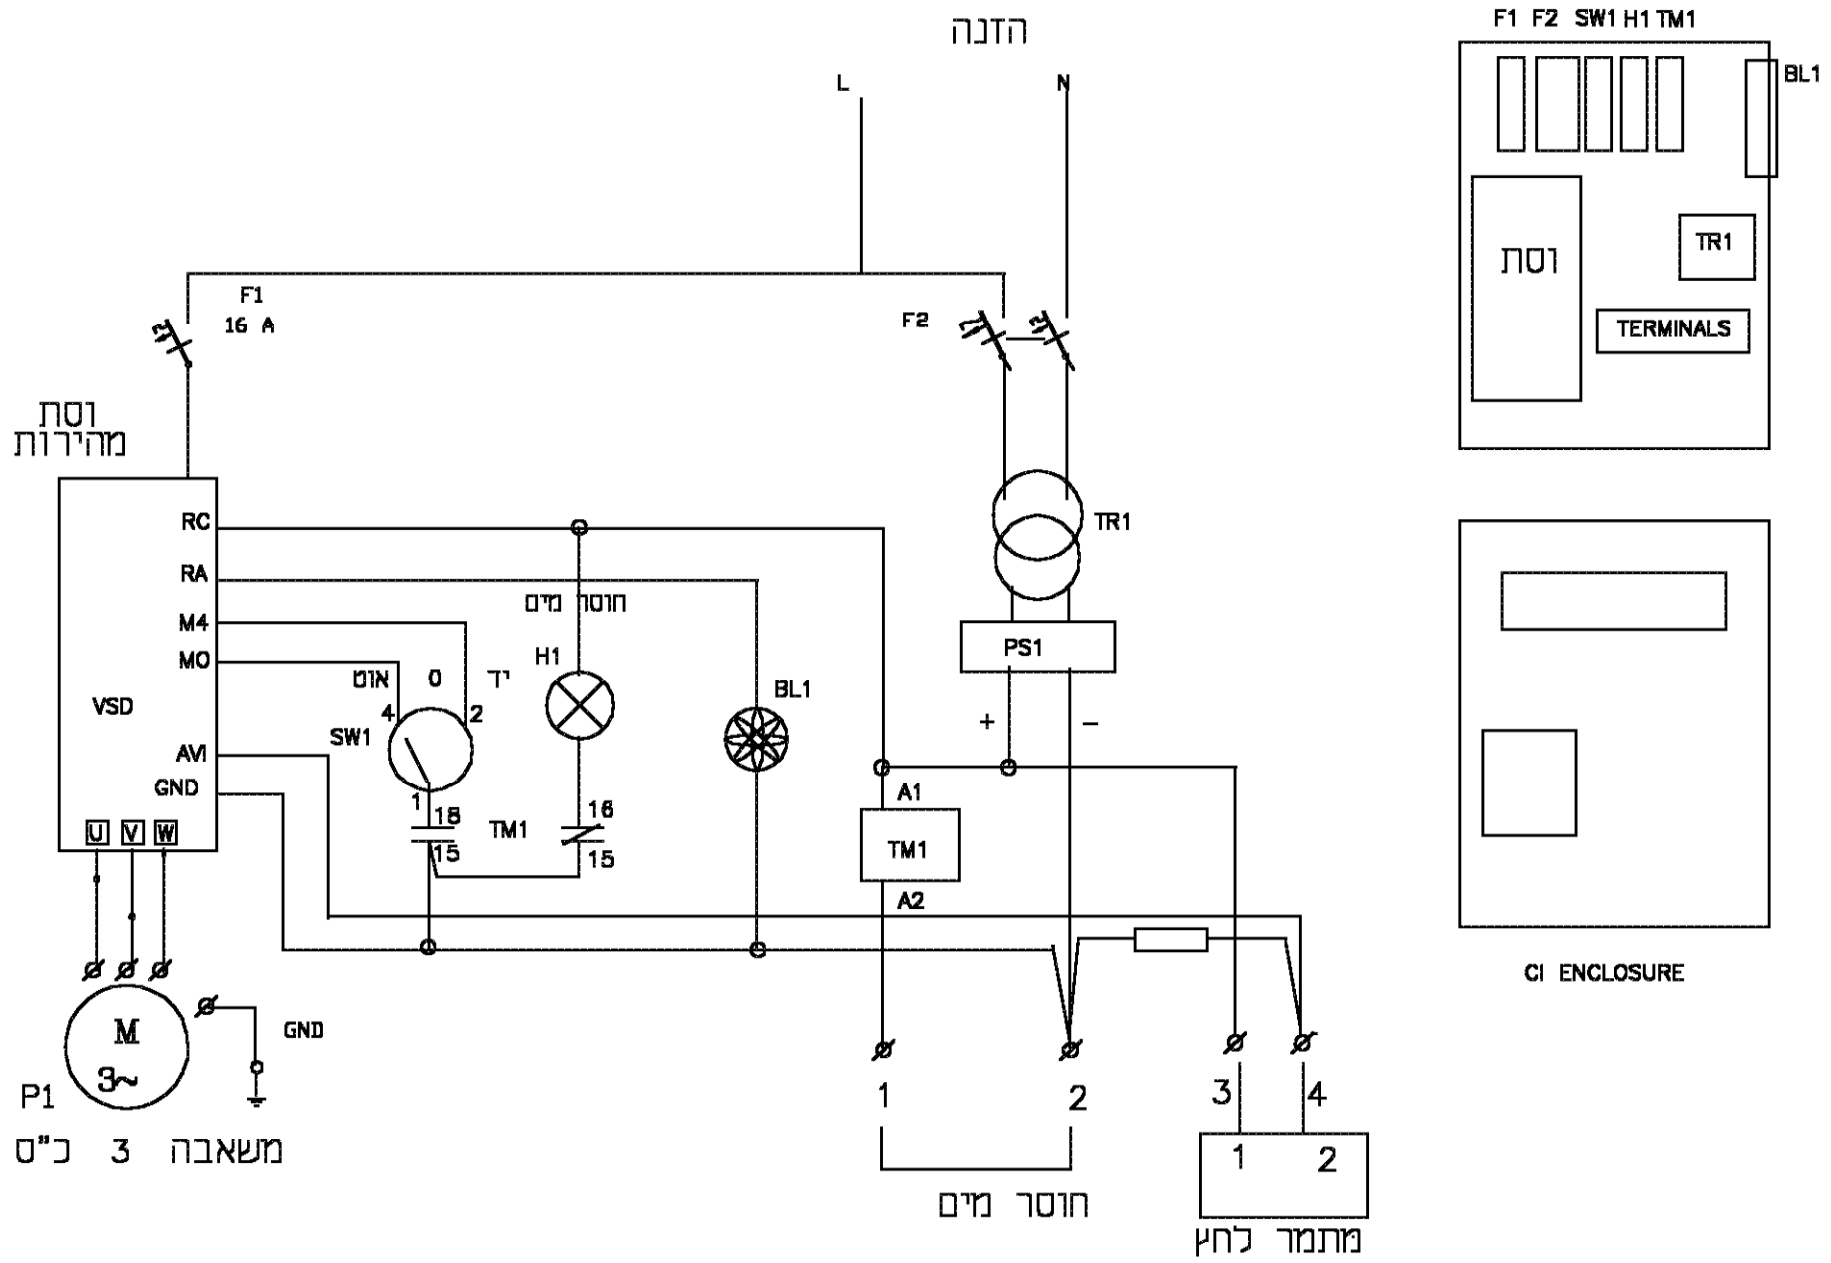 הזנה
L
N
F1
16 A
F2
וסת
מהירות
RC
RA
M4
M0
VSD
AVI
GND
U V W
חוסר מים
H1
אוט 0 יד
4
2
SW1
1
18
15
TM1
16
15
BL1
TR1
PS1
+
-
A1
TM1
A2
M
3~
GND
P1
משאבה 3 כ"ס
1
2
חוסר מים
3
4
1
2
מתמר לחץ
F1 F2 SW1 H1 TM1
BL1
וסת
TR1
TERMINALS
CI ENCLOSURE